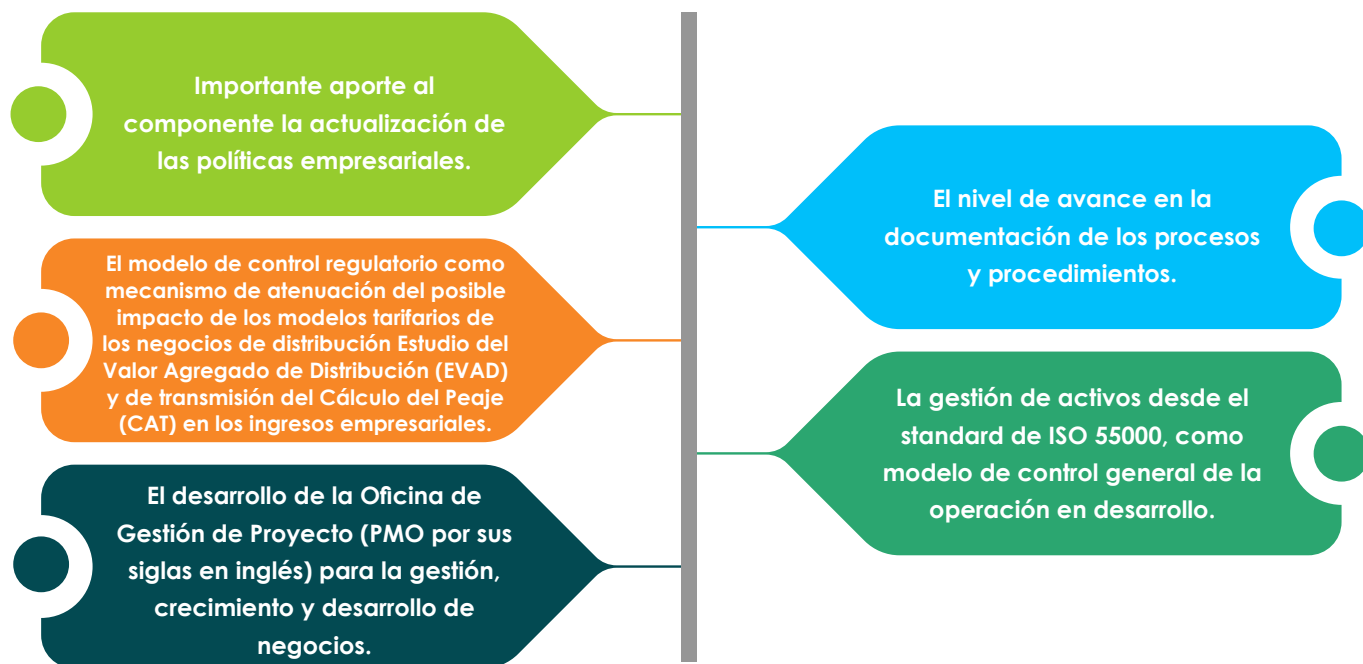 Importante aporte al
componente la actualización de
las políticas empresariales.
El nivel de avance en la
documentación de los procesos
y procedimientos.
El modelo de control regulatorio como
mecanismo de atenuación del posible
impacto de los modelos tarifarios de
los negocios de distribución Estudio del
Valor Agregado de Distribución (EVAD)
y de transmisión del Cálculo del Peaje
(CAT) en los ingresos empresariales.
La gestión de activos desde el
standard de ISO 55000, como
modelo de control general de la
operación en desarrollo.
El desarrollo de la Oficina de
Gestión de Proyecto (PMO por sus
siglas en inglés) para la gestión,
crecimiento y desarrollo de
negocios.